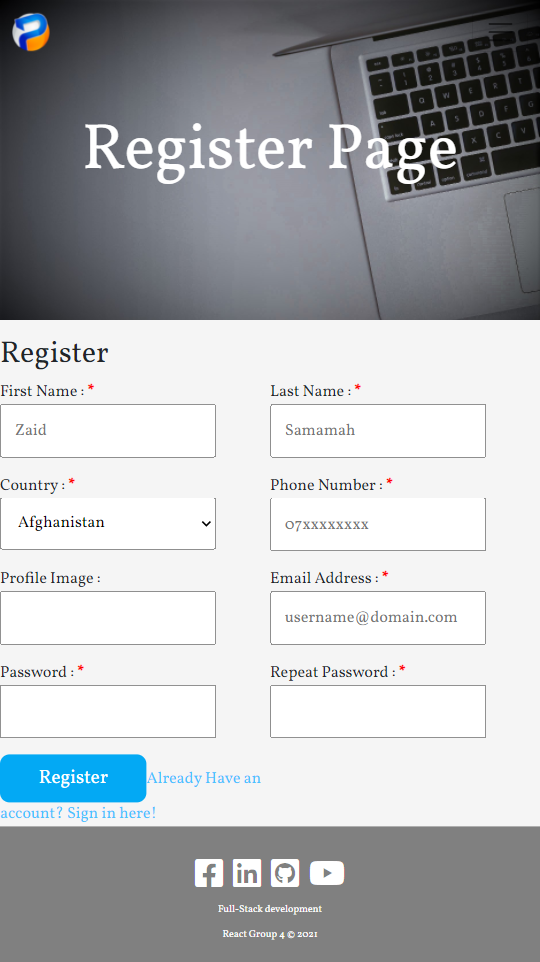 Register Page
Register
First Name : *
Last Name : *
Zaid
Samamah
Country : *
Phone Number : *
Afghanistan
07xxxxxxxx
Profile Image :
Email Address : *
username@domain.com
Password : *
Repeat Password : *
Register Already Have an
account? Sign in here!
Full-Stack development
React Group 4 © 2021